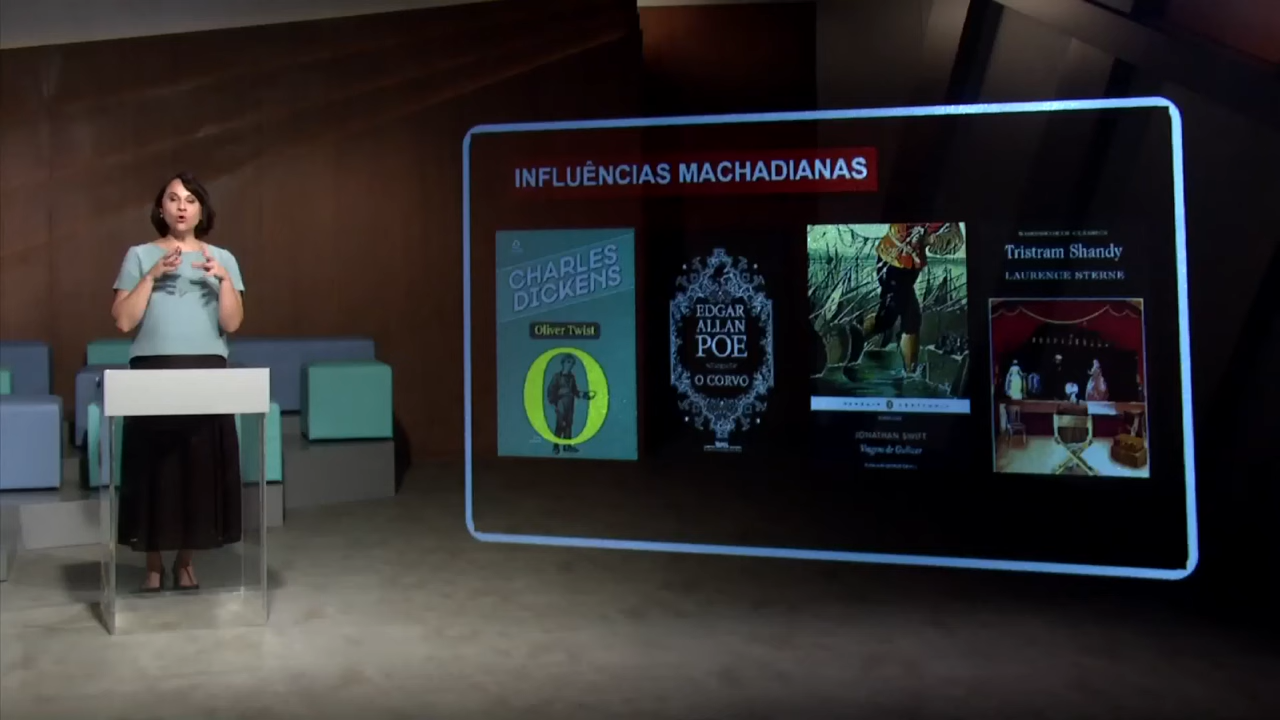 INFLUÊNCIAS MACHADIANAS
CHARLES
DICKENS
Oliver Twist
O
EDGAR
ALLAN
POE
O CORVO
JONATHAN SWIFT
Viagens de Gulliver
Tristram Shandy
LAURENCE STERNE